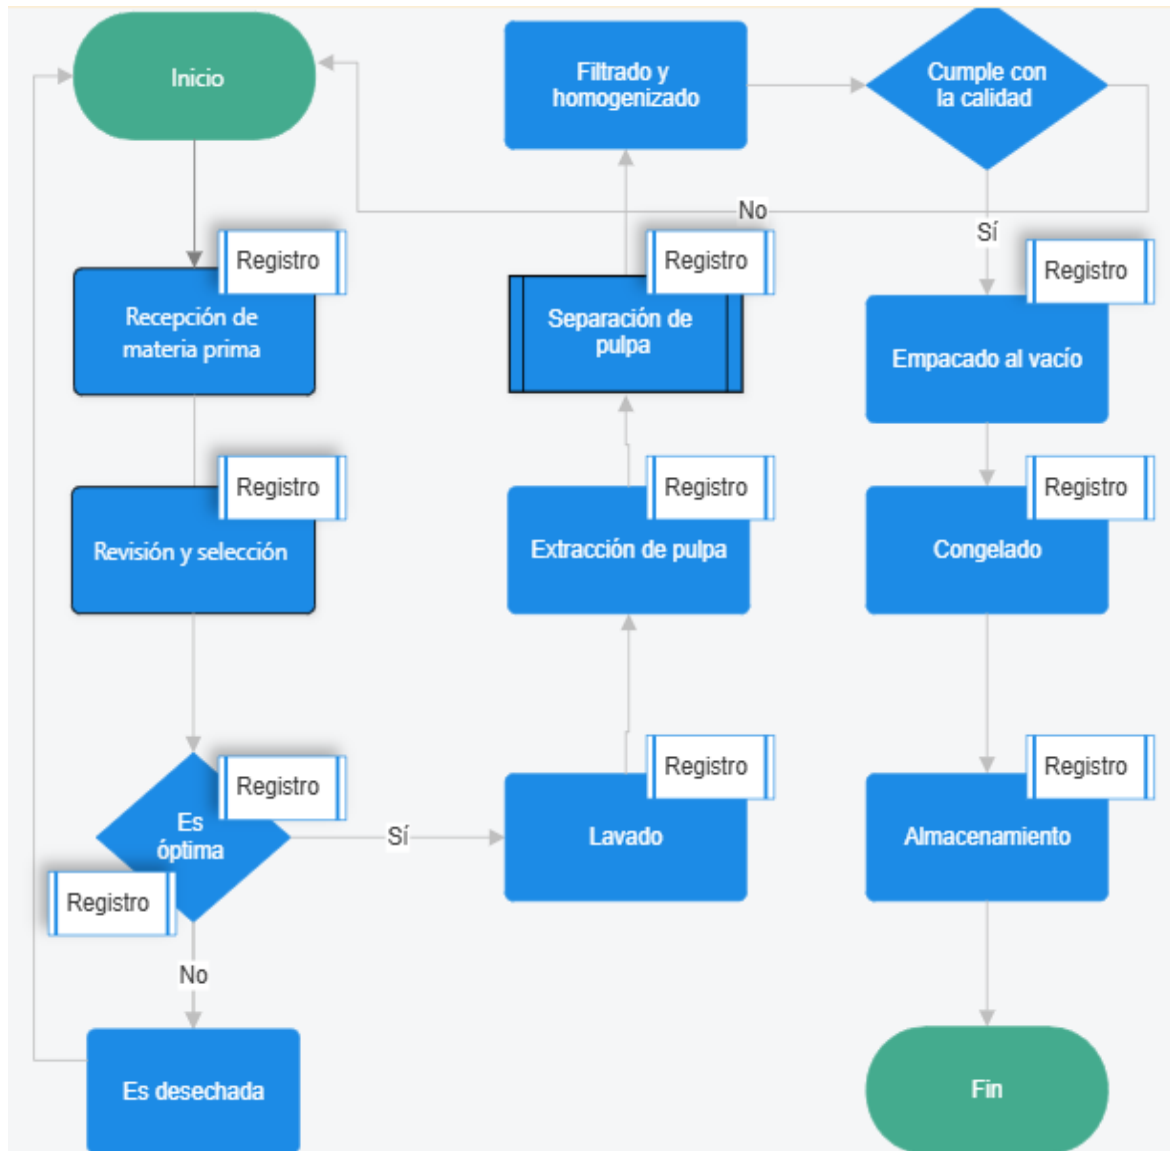 Inicio
Registro
Recepción de
materia prima
Registro
Revisión y selección
Registro
Es
óptima
Registro
No
Es desechada
Sí
Registro
Lavado
Registro
Extracción de pulpa
Registro
Separación de
pulpa
Filtrado y
homogenizado
Cumple con
la calidad
No
Sí
Registro
Empacado al vacío
Registro
Congelado
Registro
Almacenamiento
Fin